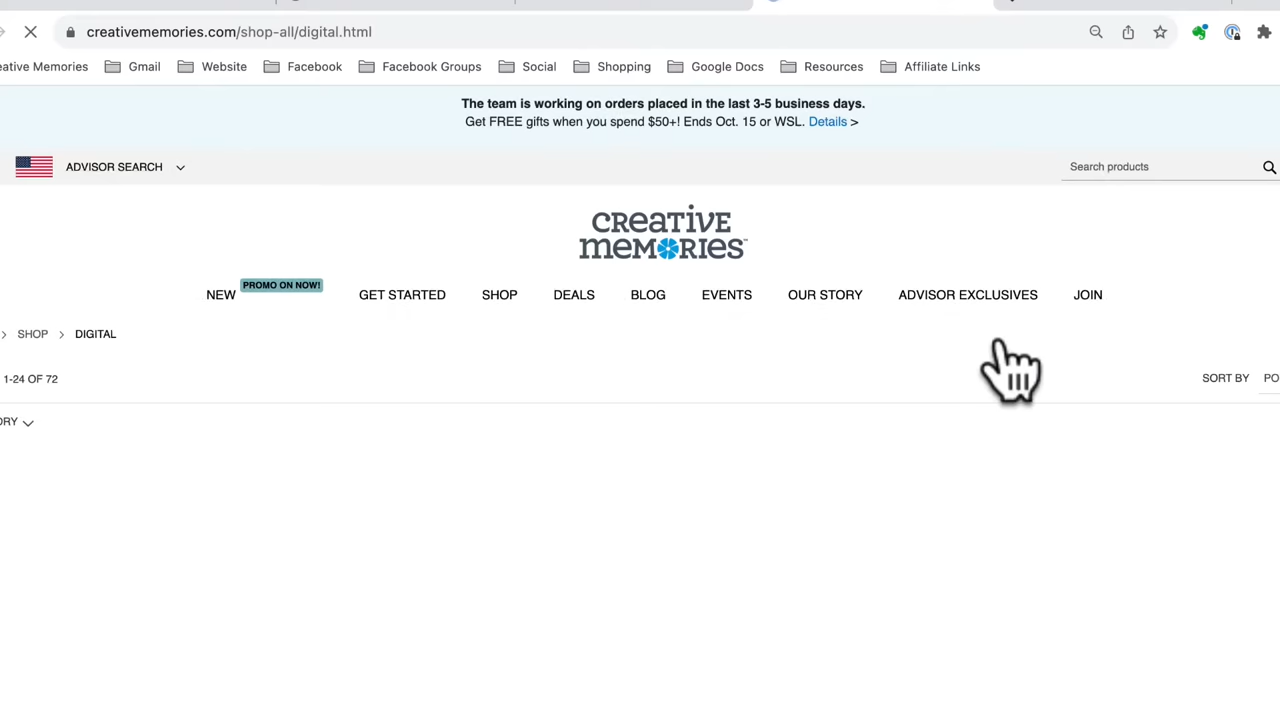 creativememories.com/shop-all/digital.html
eative Memories Gmail Website Facebook Facebook Groups Social Shopping Google Docs Resources Affiliate Links
The team is working on orders placed in the last 3-5 business days.
Get FREE gifts when you spend $50+! Ends Oct. 15 or WSL. Details >
ADVISOR SEARCH
Search products
CREATIVE
MEMORIES™
NEW PROMO ON NOW! GET STARTED SHOP DEALS BLOG EVENTS OUR STORY ADVISOR EXCLUSIVES JOIN
> SHOP > DIGITAL
1-24 OF 72
SORT BY PO
ORY